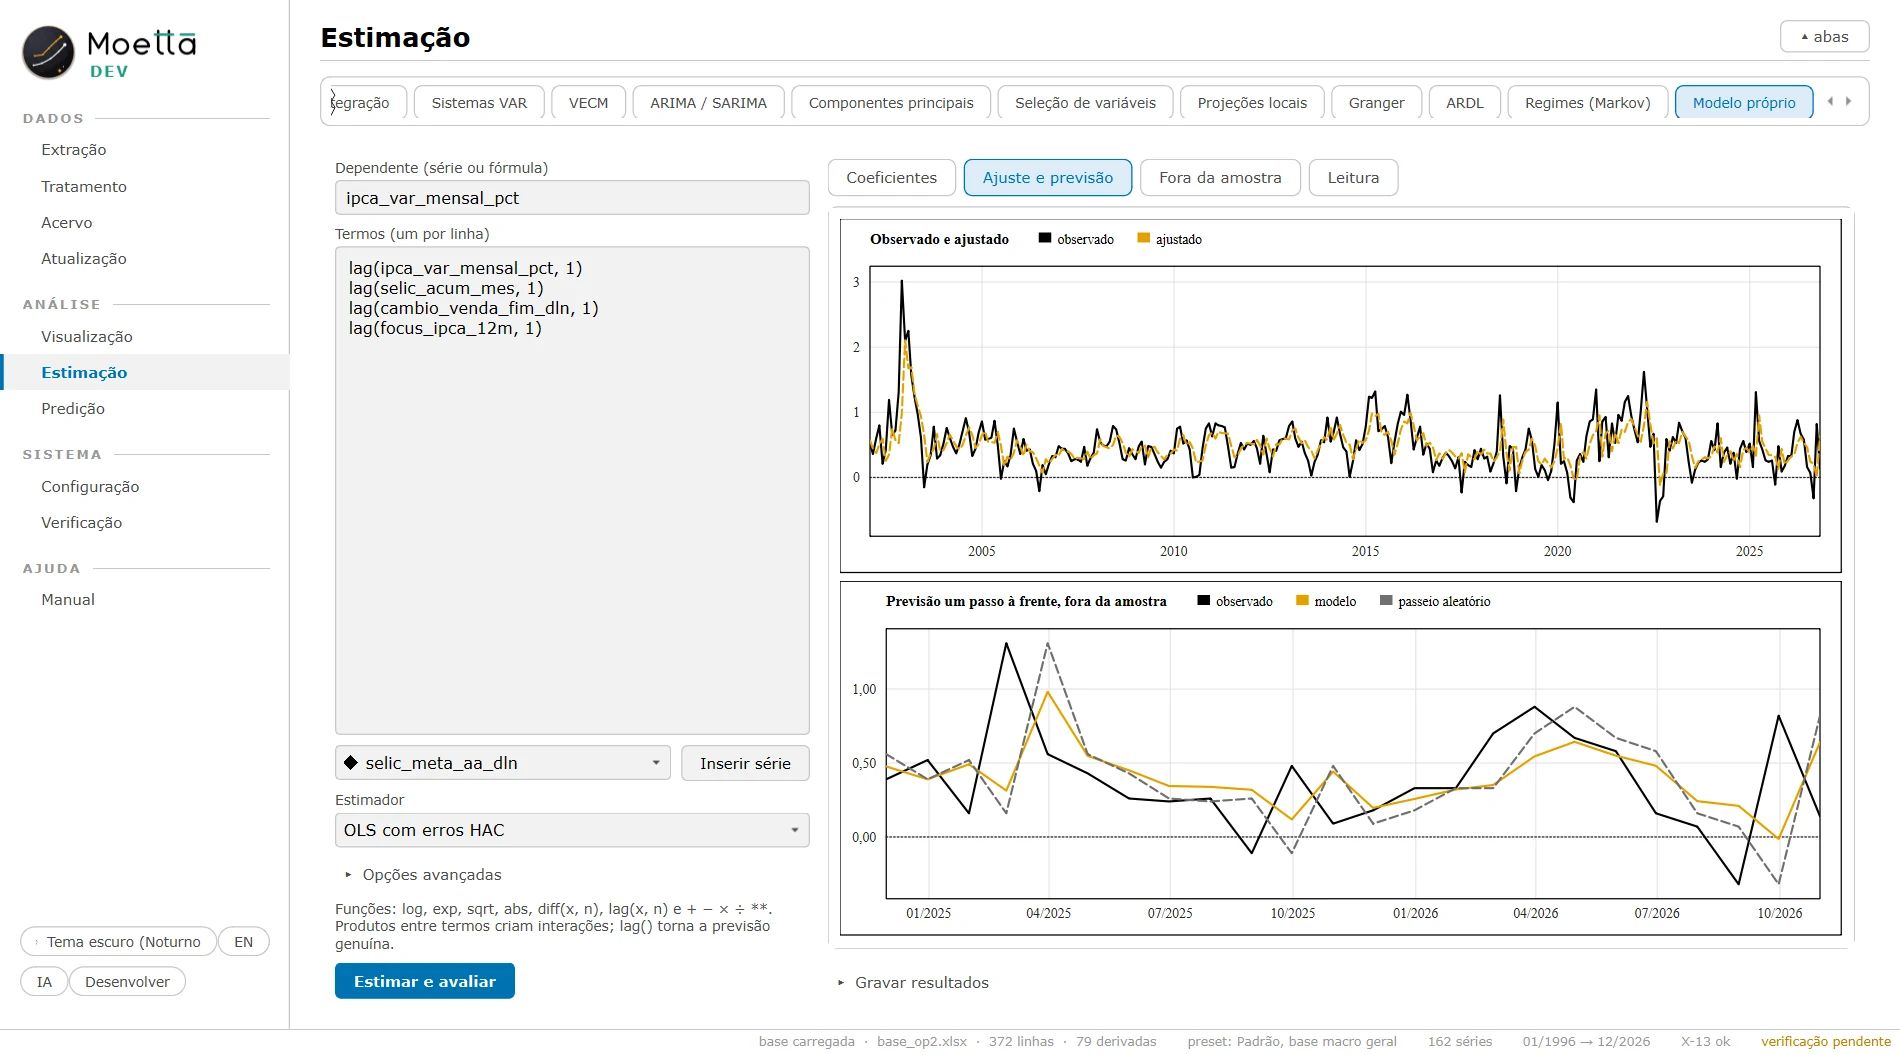 Moetta
DEV
DADOS
Extração
Tratamento
Acervo
Atualização
ANÁLISE
Visualização
Estimação
Predição
SISTEMA
Configuração
Verificação
AJUDA
Manual
Tema escuro (Noturno
EN
IA
Desenvolver
Estimação
abas
egração
Sistemas VAR
VECM
ARIMA / SARIMA
Componentes principais
Seleção de variáveis
Projeções locais
Granger
ARDL
Regimes (Markov)
Modelo próprio
Dependente (série ou fórmula)
ipca_var_mensal_pct
Termos (um por linha)
lag(ipca_var_mensal_pct, 1)
lag(selic_acum_mes, 1)
lag(cambio_venda_fim_dln, 1)
lag(focus_ipca_12m, 1)
selic_meta_aa_dln
Inserir série
Estimador
OLS com erros HAC
Opções avançadas
Funções: log, exp, sqrt, abs, diff(x, n), lag(x, n) e + − × ÷ **.
Produtos entre termos criam interações; lag() torna a previsão
genuína.
Estimar e avaliar
Coeficientes
Ajuste e previsão
Fora da amostra
Leitura
Observado e ajustado
observado
ajustado
3
2
1
0
2005
2010
2015
2020
2025
Previsão um passo à frente, fora da amostra
observado
modelo
passeio aleatório
1,00
0,50
0,00
01/2025
04/2025
07/2025
10/2025
01/2026
04/2026
07/2026
10/2026
Gravar resultados
base carregada · base_op2.xlsx · 372 linhas · 79 derivadas
preset: Padrão, base macro geral
162 séries
01/1996 → 12/2026
X-13 ok
verificação pendente